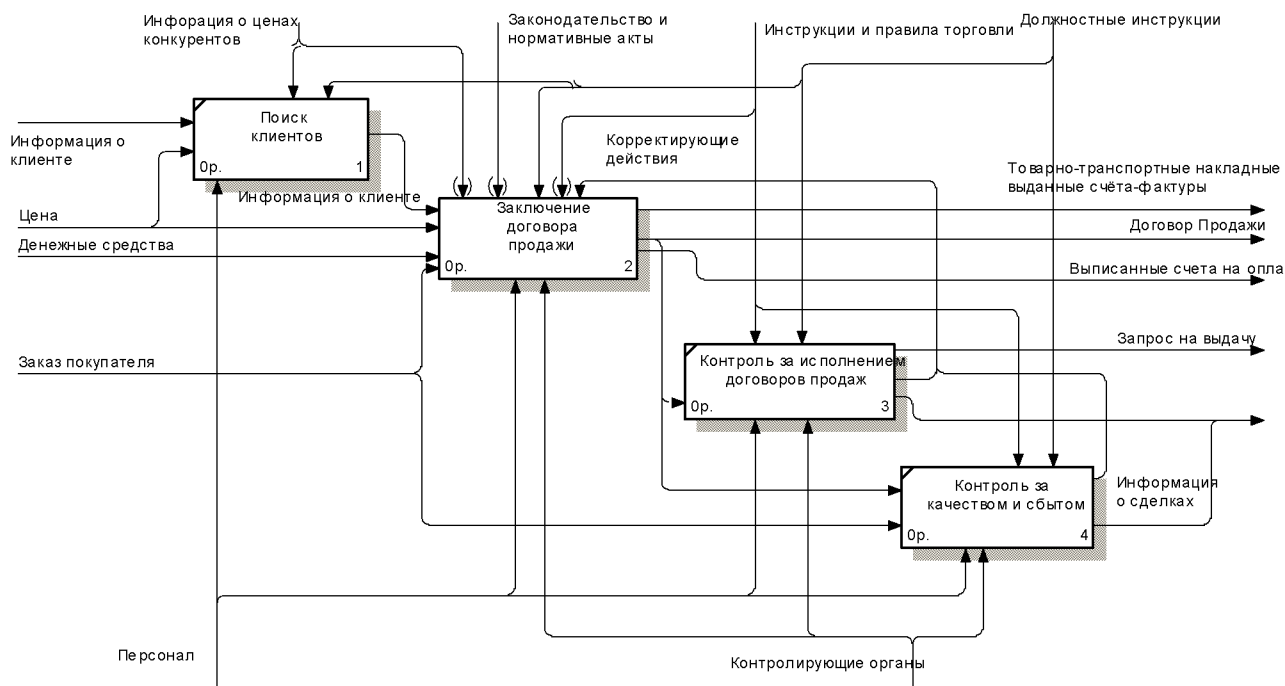 Инфорация о ценах
конкурентов
Законодательство и
нормативные акты
Инструкции и правила торговли
Должностные инструкции
Поиск
клиентов
0р.
1
Информация о
клиенте
Корректирующие
действия
Товарно-транспортные накладные
выданные счёта-фактуры
Информация о клиенте
Цена
Заключение
договора
продажи
0р.
2
Договор Продажи
Денежные средства
Выписанные счета на опла
Запрос на выдачу
Заказ покупателя
Контроль за исполнением
договоров продаж
0р.
3
Контроль за
качеством и сбытом
0р.
4
Информация
о сделках
Персонал
Контролирующие органы